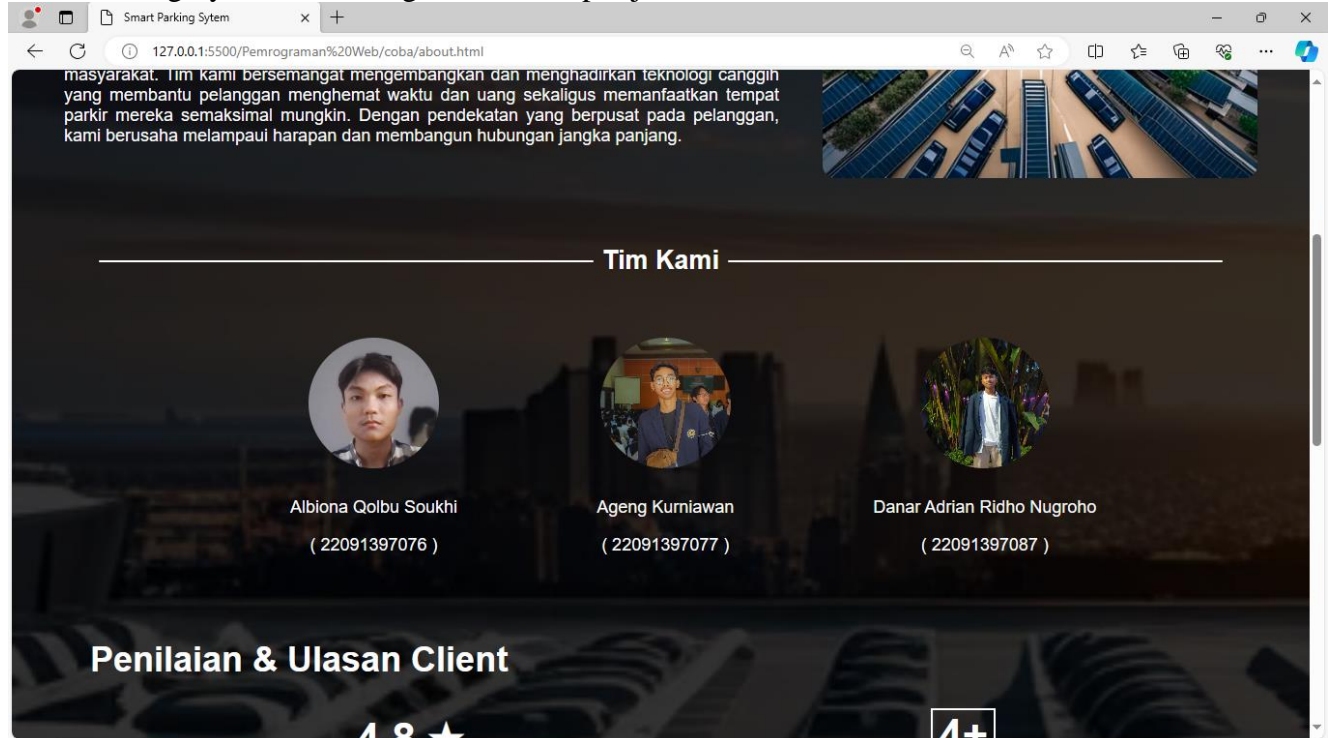 Smart Parking Sytem
127.0.0.1:5500/Pemrograman%20Web/coba/about.html
masyarakat. Tim kami bersemangat mengembangkan dan menghadirkan teknologi canggih
yang membantu pelanggan menghemat waktu dan uang sekaligus memanfaatkan tempat
parkir mereka semaksimal mungkin. Dengan pendekatan yang berpusat pada pelanggan,
kami berusaha melampaui harapan dan membangun hubungan jangka panjang.
Tim Kami
Albiona Qolbu Soukhi
Ageng Kurniawan
Danar Adrian Ridho Nugroho
( 22091397076 )
( 22091397077 )
( 22091397087 )
Penilaian & Ulasan Client
4.8 ★
4+